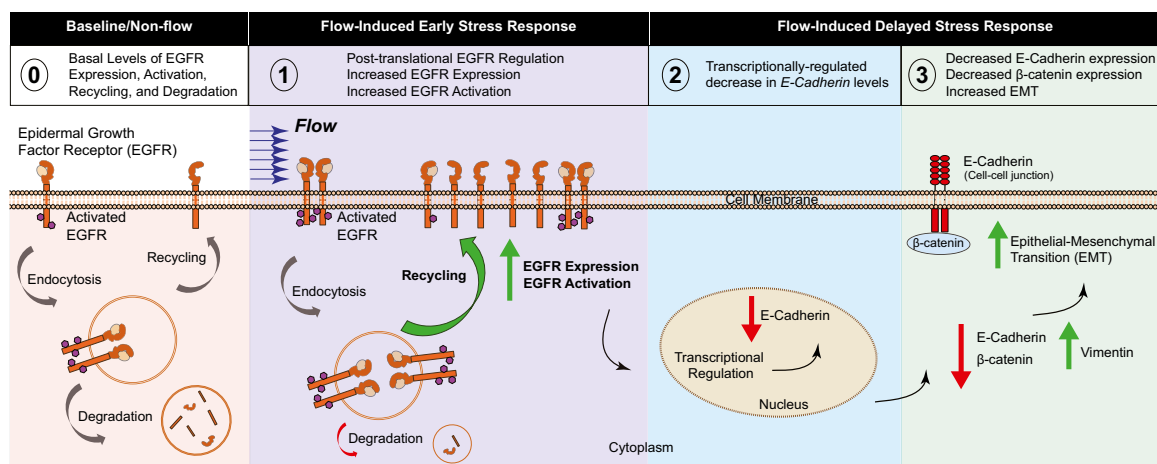 Baseline/Non-flow
Flow-Induced Early Stress Response
Flow-Induced Delayed Stress Response
0
Basal Levels of EGFR
Expression, Activation,
Recycling, and Degradation
1
Post-translational EGFR Regulation
Increased EGFR Expression
Increased EGFR Activation
2
Transcriptionally-regulated
decrease in E-Cadherin levels
3
Decreased E-Cadherin expression
Decreased β-catenin expression
Increased EMT
Epidermal Growth
Factor Receptor (EGFR)
Activated
EGFR
Recycling
Endocytosis
Degradation
Flow
Activated
EGFR
Endocytosis
Recycling
EGFR Expression
EGFR Activation
Degradation
Cytoplasm
Cell Membrane
E-Cadherin
Transcriptional
Regulation
Nucleus
E-Cadherin
(Cell-cell junction)
β-catenin
Epithelial-Mesenchymal
Transition (EMT)
E-Cadherin
β-catenin
Vimentin